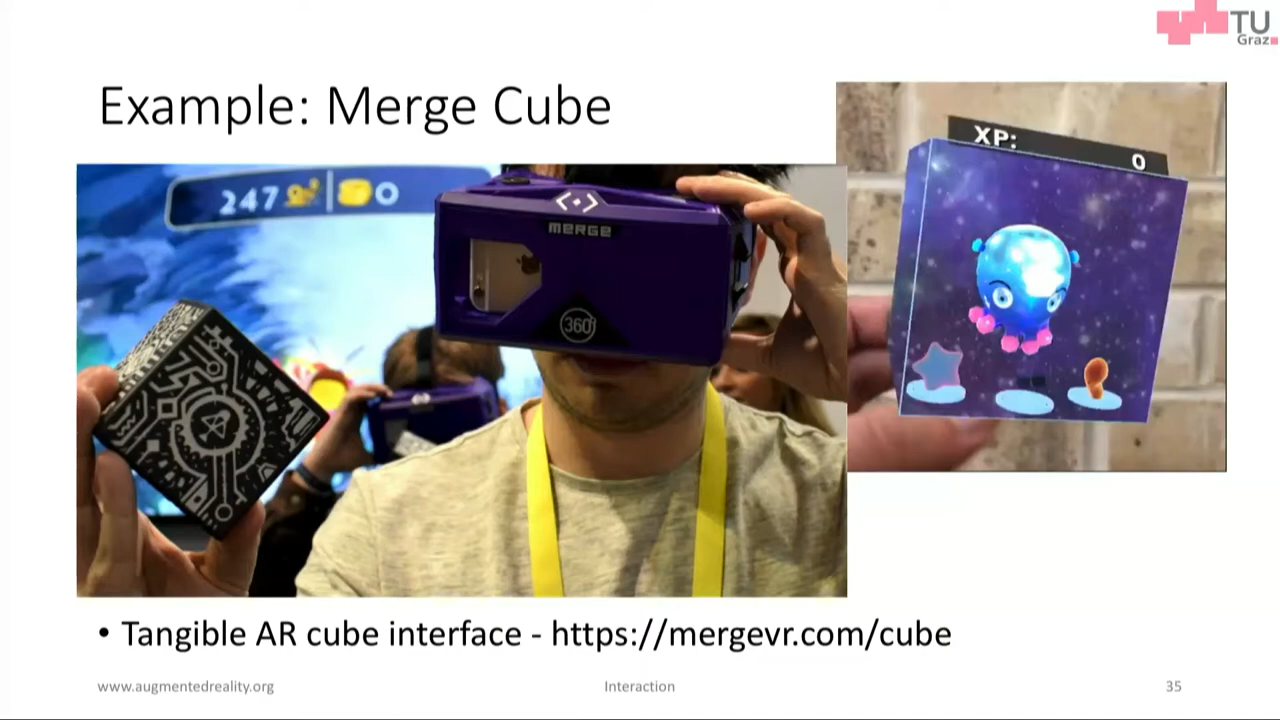 TU
Graz
Example: Merge Cube
XP:
0
247
0
MERGE
360°
• Tangible AR cube interface - https://mergevr.com/cube
www.augmentedreality.org
Interaction
35